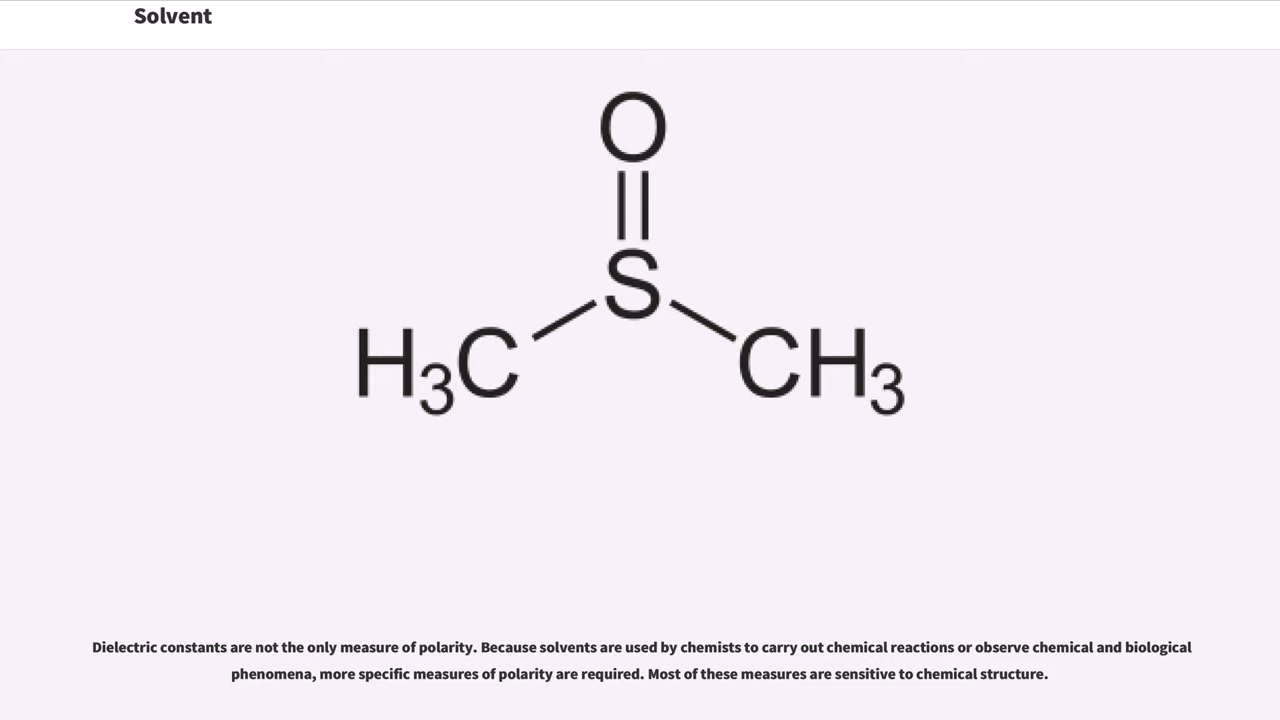 Solvent
O
S
H₃C CH₃
Dielectric constants are not the only measure of polarity. Because solvents are used by chemists to carry out chemical reactions or observe chemical and biological
phenomena, more specific measures of polarity are required. Most of these measures are sensitive to chemical structure.